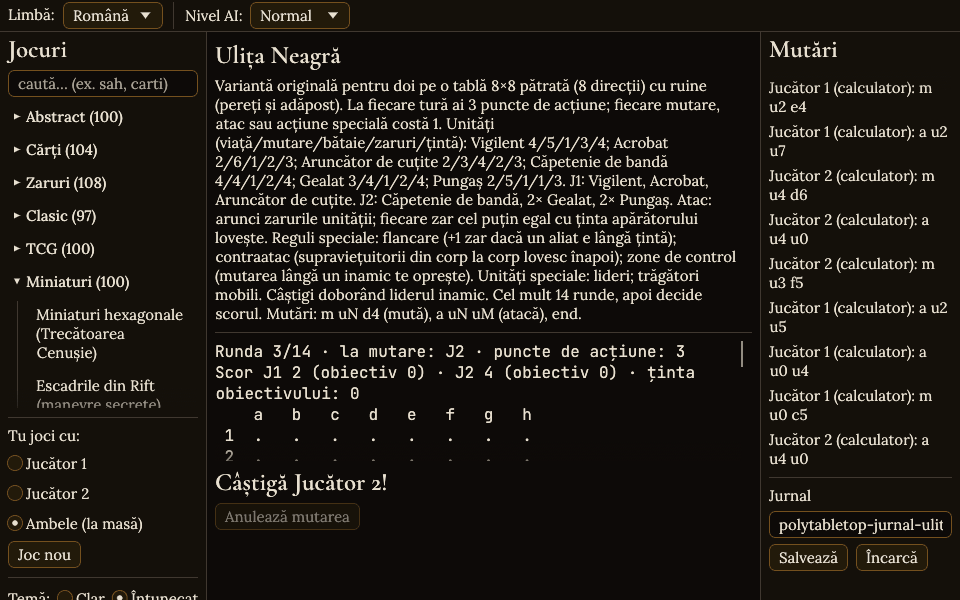 Limbă: Română ▼ Nivel AI: Normal ▼
Jocuri
caută... (ex. sah, carti)
▸ Abstract (100)
▸ Cărți (104)
▸ Zaruri (108)
▸ Clasic (97)
▸ TCG (100)
▾ Miniaturi (100)
Miniaturi hexagonale
(Trecătoarea
Cenușie)
Escadrile din Rift
(manevre secrete)
Tu joci cu:
Jucător 1
Jucător 2
Ambele (la masă)
Joc nou
Temă: Clar Întunecat
Ulița Neagră
Variantă originală pentru doi pe o tablă 8×8 pătrată (8 direcții) cu ruine
(pereți și adăpost). La fiecare tură ai 3 puncte de acțiune; fiecare mutare,
atac sau acțiune specială costă 1. Unități
(viață/mutare/bătaie/zaruri/țintă): Vigilent 4/5/1/3/4; Acrobat
2/6/1/2/3; Aruncător de cuțite 2/3/4/2/3; Căpetenie de bandă
4/4/1/2/4; Gealat 3/4/1/2/4; Pungaș 2/5/1/1/3. J1: Vigilent, Acrobat,
Aruncător de cuțite. J2: Căpetenie de bandă, 2× Gealat, 2× Pungaș. Atac:
arunci zarurile unității; fiecare zar cel puțin egal cu ținta apărătorului
lovește. Reguli speciale: flancare (+1 zar dacă un aliat e lângă țintă);
contraatac (supraviețuitorii din corp la corp lovesc înapoi); zone de control
(mutarea lângă un inamic te oprește). Unități speciale: lideri; trăgători
mobili. Câștigi doborând liderul inamic. Cel mult 14 runde, apoi decide
scorul. Mutări: m uN d4 (mută), a uN uM (atacă), end.
Runda 3/14 · la mutare: J2 · puncte de acțiune: 3
Scor J1 2 (obiectiv 0) · J2 4 (obiectiv 0) · ținta
obiectivului: 0
a b c d e f g h
1 . . . . . . . .
2 . . . . . . . .
Câștigă Jucător 2!
Anulează mutarea
Mutări
Jucător 1 (calculator): m
u2 e4
Jucător 1 (calculator): a u2
u7
Jucător 2 (calculator): m
u4 d6
Jucător 2 (calculator): a
u4 u0
Jucător 2 (calculator): m
u3 f5
Jucător 1 (calculator): a u2
u5
Jucător 1 (calculator): a
u0 u4
Jucător 1 (calculator): m
u0 c5
Jucător 2 (calculator): a
u4 u0
Jurnal
polytabletop-jurnal-ulit
Salvează Încarcă